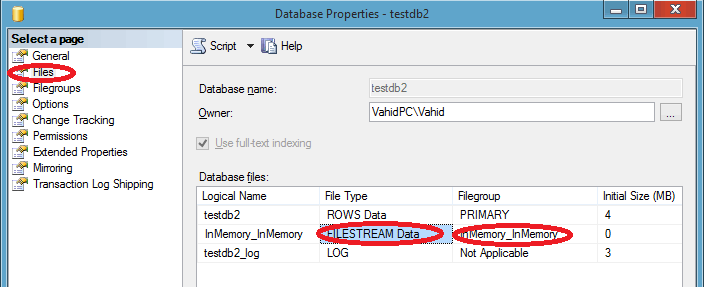 Database Properties - testdb2
Select a page
General
Files
Filegroups
Options
Change Tracking
Permissions
Extended Properties
Mirroring
Transaction Log Shipping
Script Help
Database name: testdb2
Owner: VahidPC\Vahid ...
Use full-text indexing
Database files:
Logical Name File Type Filegroup Initial Size (MB)
testdb2 ROWS Data PRIMARY 4
InMemory_InMemory FILESTREAM Data InMemory_InMemory 0
testdb2_log LOG Not Applicable 3